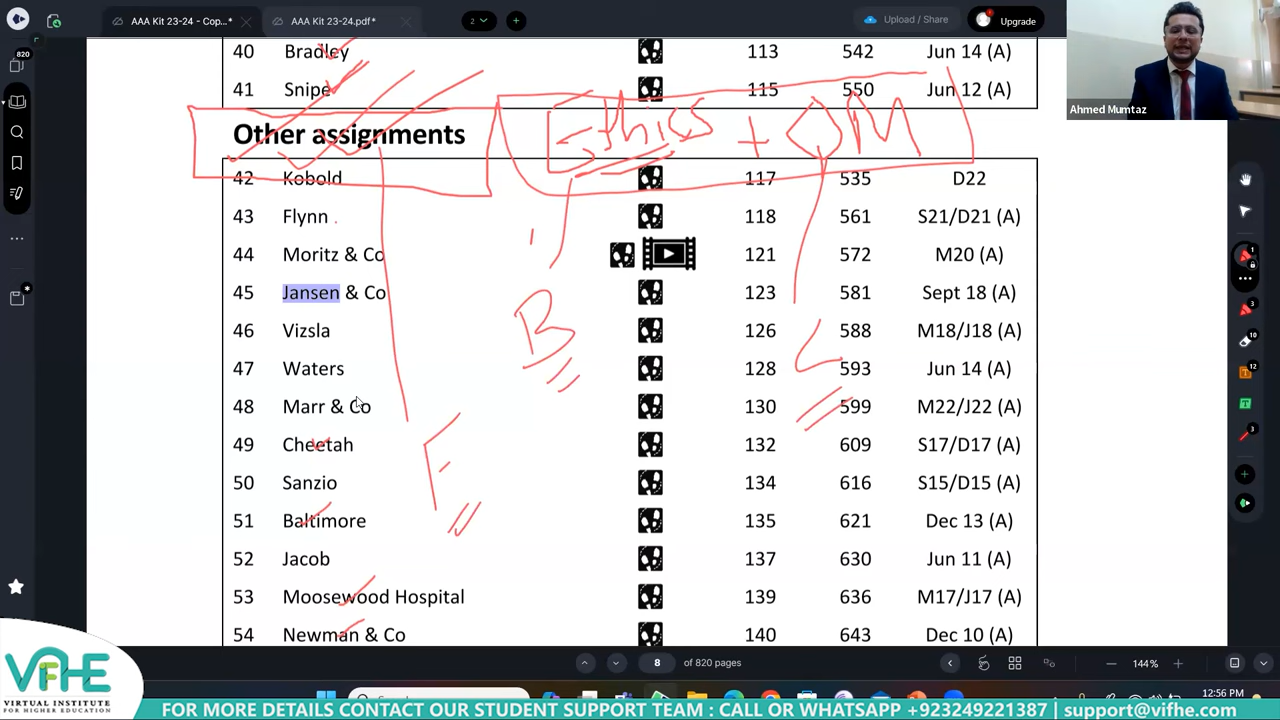 AAA Kit 23-24 - Cop...*
AAA Kit 23-24.pdf*
2
Upload / Share
Upgrade
820
Ahmed Mumtaz
40 Bradley 113 542 Jun 14 (A)
41 Snipe 115 550 Jun 12 (A)
Other assignments
Ethics + QM
42 Kobold 117 535 D22
43 Flynn 118 561 S21/D21 (A)
44 Moritz & Co 121 572 M20 (A)
45 Jansen & Co 123 581 Sept 18 (A)
46 Vizsla 126 588 M18/J18 (A)
47 Waters 128 593 Jun 14 (A)
48 Marr & Co 130 599 M22/J22 (A)
49 Cheetah 132 609 S17/D17 (A)
50 Sanzio 134 616 S15/D15 (A)
51 Baltimore 135 621 Dec 13 (A)
52 Jacob 137 630 Jun 11 (A)
53 Moosewood Hospital 139 636 M17/J17 (A)
54 Newman & Co 140 643 Dec 10 (A)
B
C
F
8 of 820 pages
144%
12:56 PM
VIFHE
VIRTUAL INSTITUTE
FOR HIGHER EDUCATION
FOR MORE DETAILS CONTACT OUR STUDENT SUPPORT TEAM : CALL OR WHATSAPP +923249221387 | support@vifhe.com